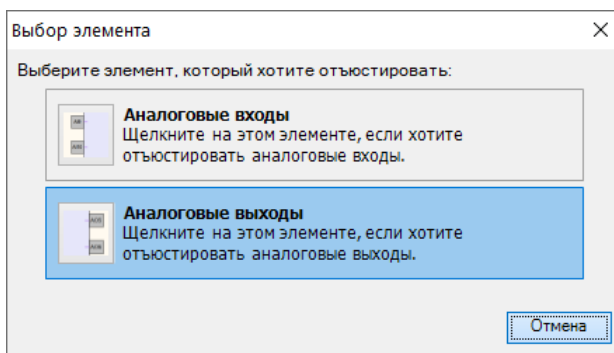 Выбор элемента
Выберите элемент, который хотите отъюстировать:
Аналоговые входы
Щелкните на этом элементе, если хотите
отъюстировать аналоговые входы.
Аналоговые выходы
Щелкните на этом элементе, если хотите
отъюстировать аналоговые выходы.
Отмена